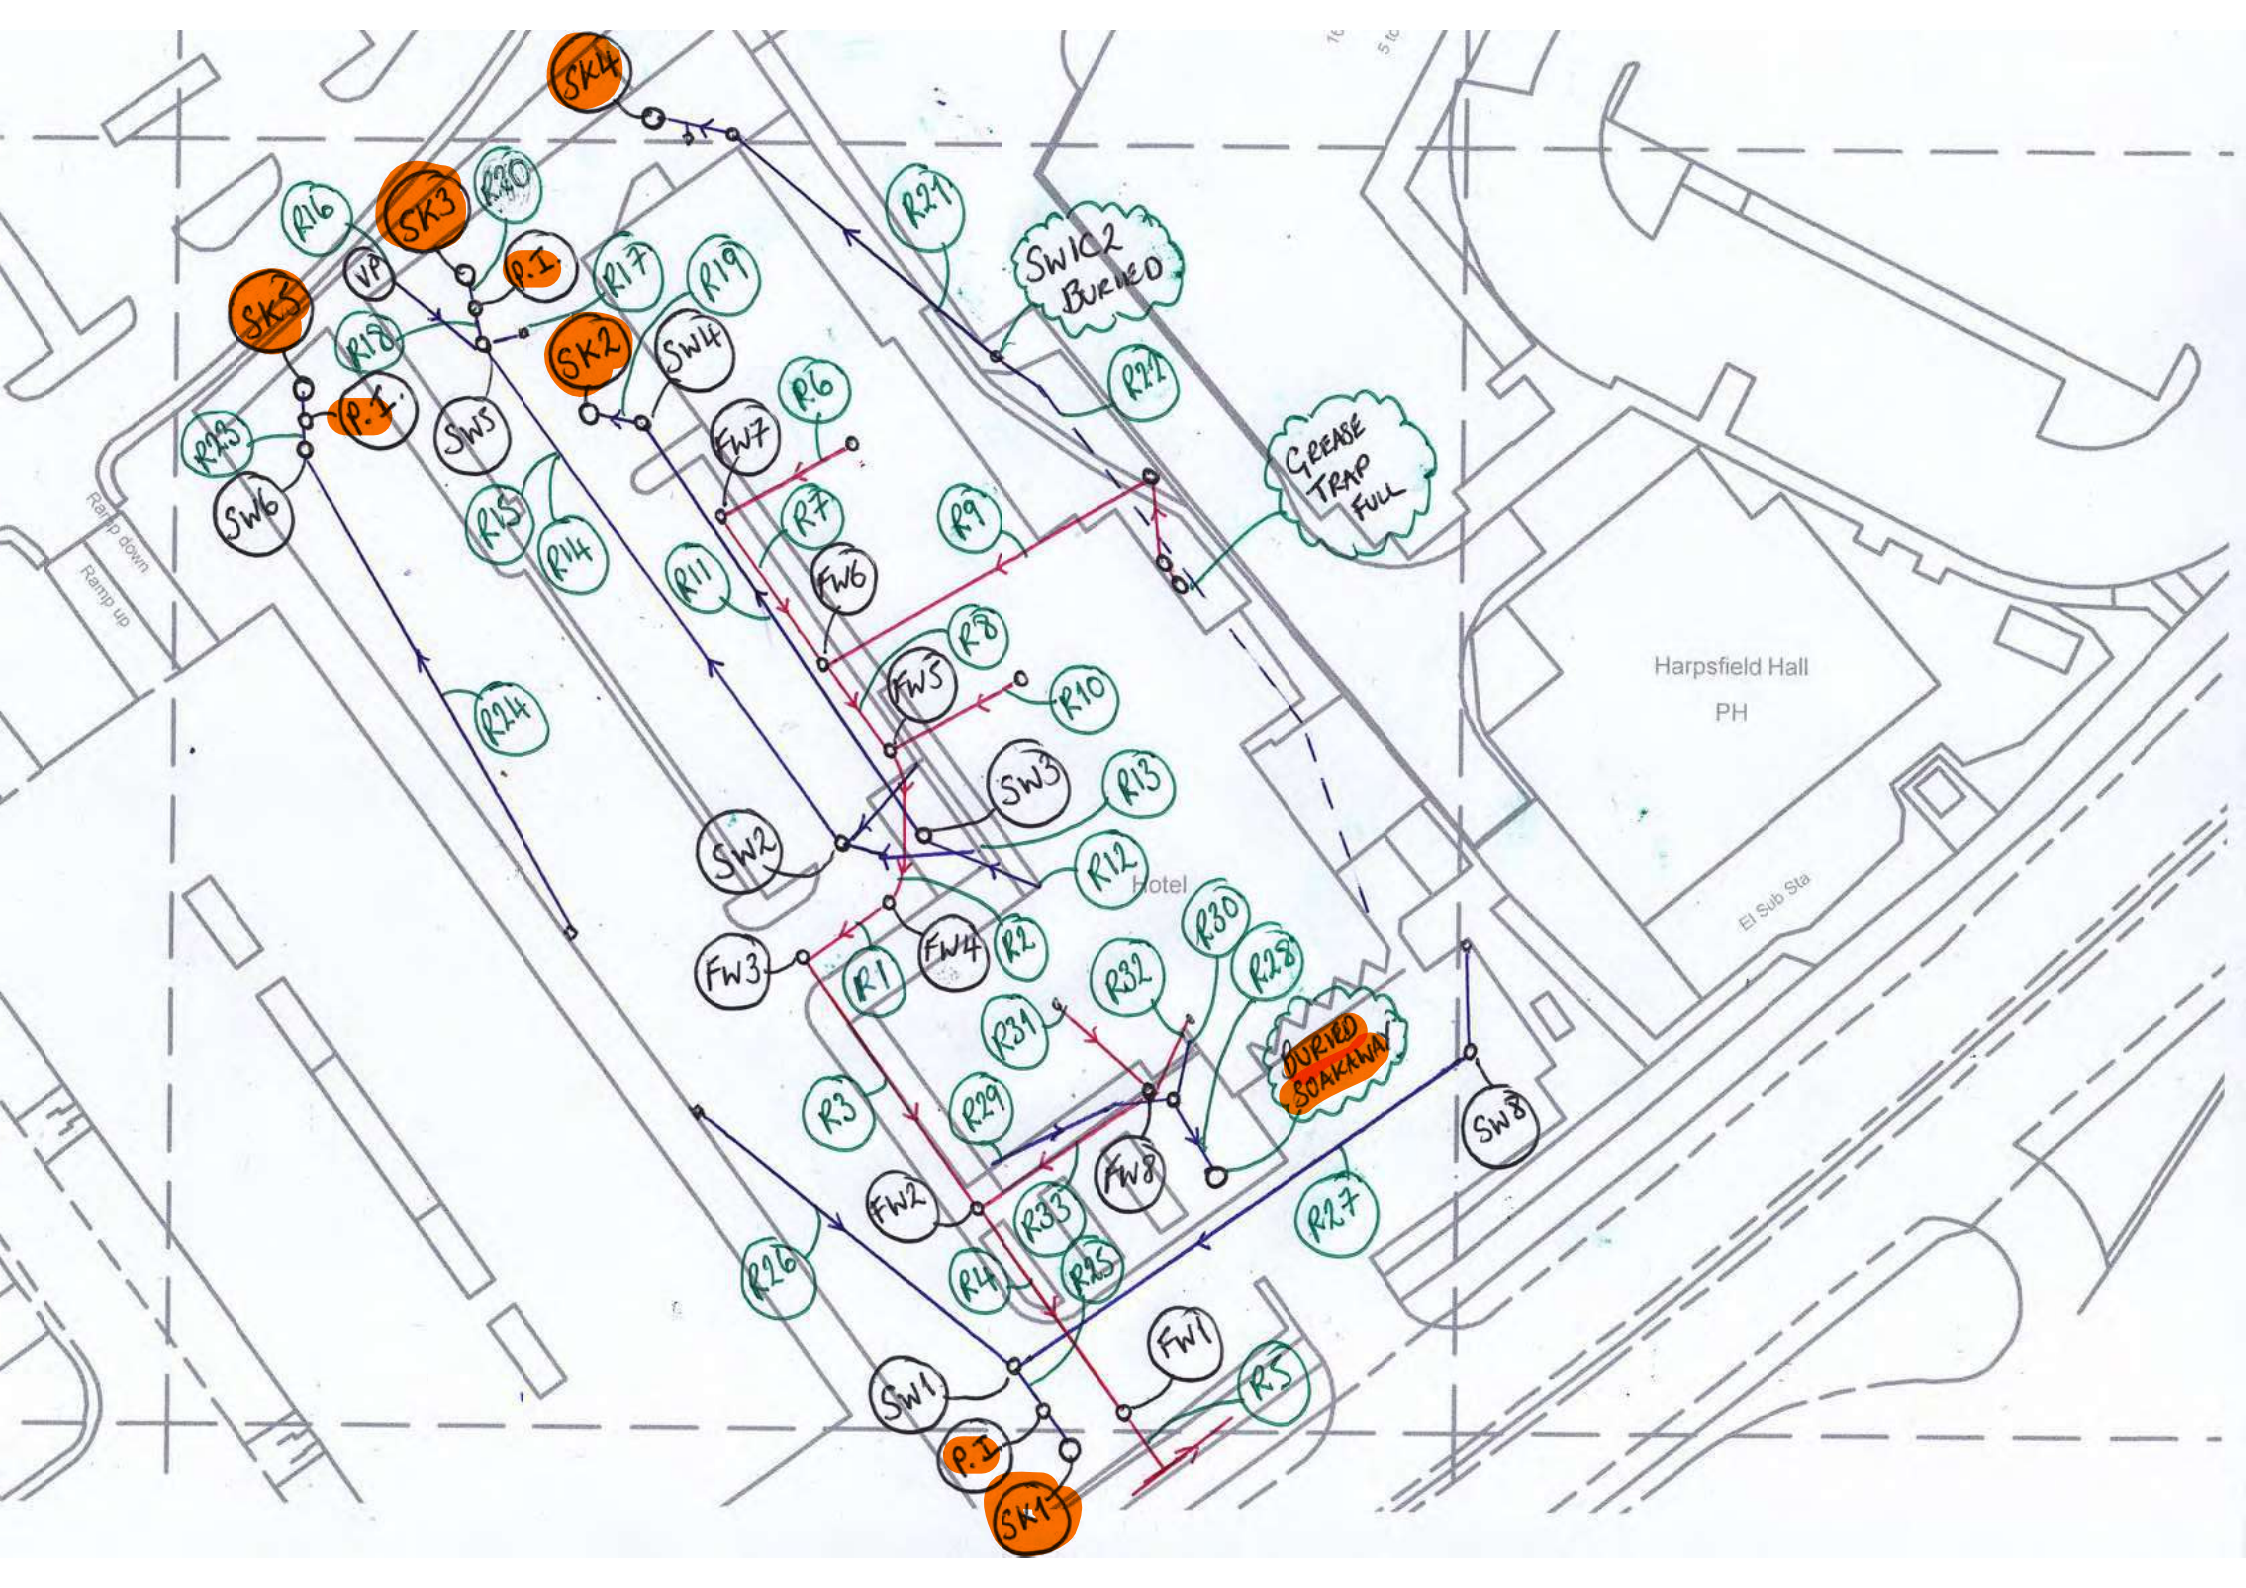 SK4
R20
R16
SK3
R21
SWIC2
BURIED
VP
P.I.
R17
R19
SK5
R18
SK2
SW4
R6
R22
P.I.
R23
SW5
FW7
GREASE
TRAP
FULL
SW6
R15
R14
R7
R9
R11
FW6
Ramp down
Ramp up
R8
FW5
R10
R24
Harpsfield Hall
PH
SW3
R13
SW2
R12
Hotel
El Sub Sta
R30
FW3
R1
FW4
R2
R32
R28
R31
BURIED
SOAKAWAY
R3
R29
SW8
FW2
FW8
R33
R27
R26
R4
R25
FW1
SW1
R5
P.I
SK1